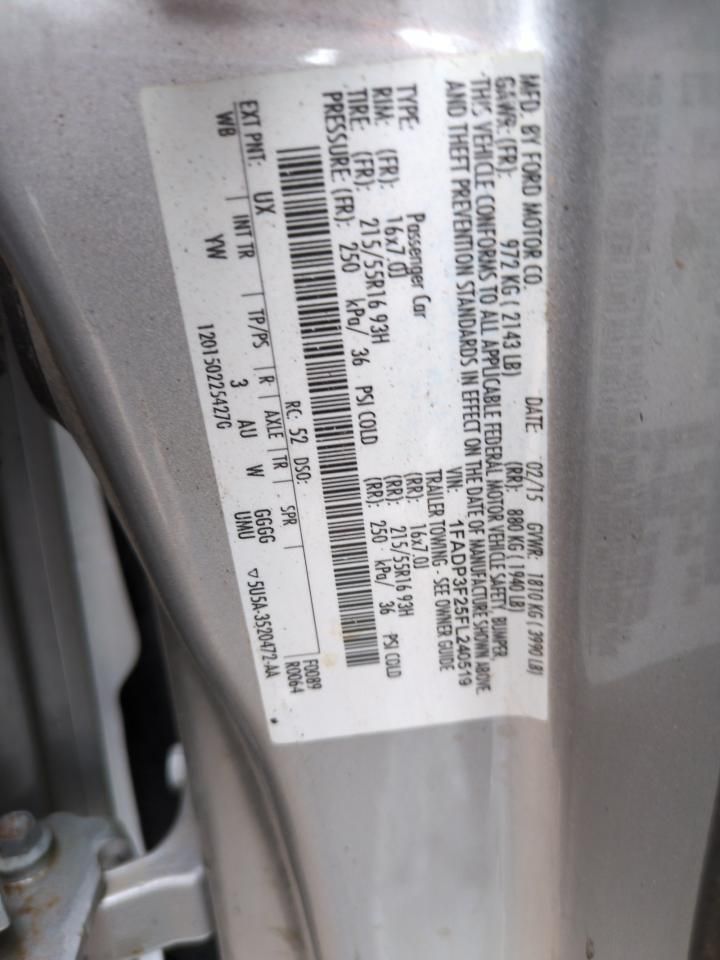 MFD. BY FORD MOTOR CO. DATE: 02/15 GVWR: 1810 KG ( 3990 LB)
GAWR: (FR): 972 KG ( 2143 LB) (RR): 880 KG ( 1940 LB)
THIS VEHICLE CONFORMS TO ALL APPLICABLE FEDERAL MOTOR VEHICLE SAFETY, BUMPER,
AND THEFT PREVENTION STANDARDS IN EFFECT ON THE DATE OF MANUFACTURE SHOWN ABOVE.
VIN: 1FADP3F25FL240519
TYPE: Passenger Car TRAILER TOWING - SEE OWNER GUIDE
RIM: (FR): 16x7.0J (RR): 16x7.0J
TIRE: (FR): 215/55R16 93H (RR): 215/55R16 93H
PRESSURE: (FR): 250 kPa/ 36 PSI COLD (RR): 250 kPa/ 36 PSI COLD
F0089
RC: 52 DSO: R0064
EXT PNT: UX INT TR TP/PS R AXLE TR SPR
WB YW 3 AU W GGGG
UMU
1201502254270 ▽5U5A-3520472-AA